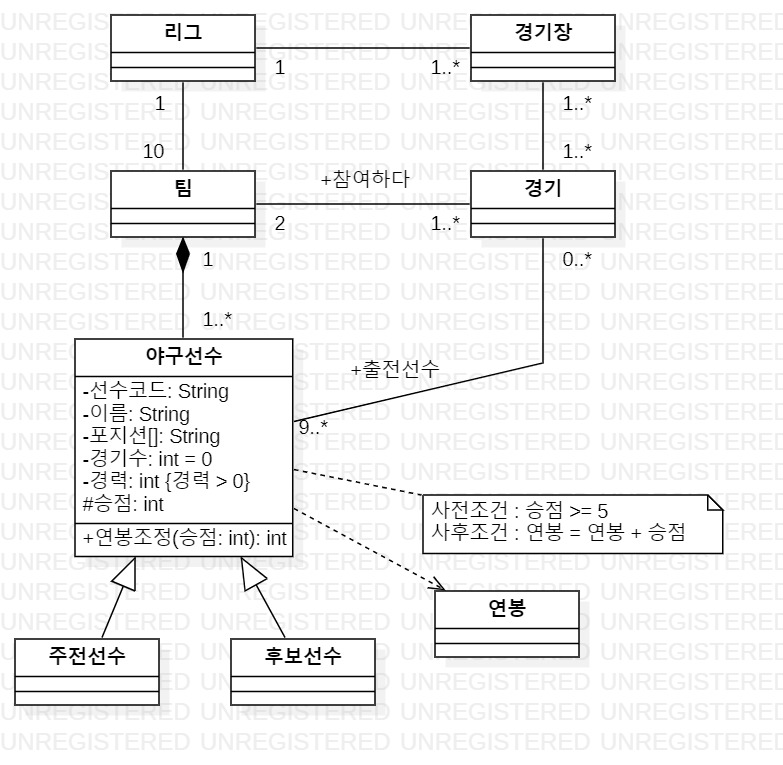 리그
경기장
1
1..*
1
1..*
10
1..*
+참여하다
팀
경기
2
1..*
1
0..*
1..*
야구선수
+출전선수
-선수코드: String
-이름: String
9..*
-포지션[]: String
-경기수: int = 0
-경력: int {경력 > 0}
#승점: int
사전조건 : 승점 >= 5
사후조건 : 연봉 = 연봉 + 승점
+연봉조정(승점: int): int
연봉
주전선수
후보선수
UNREGISTERED UNREGISTERED UNREGISTERED UNREGISTERED